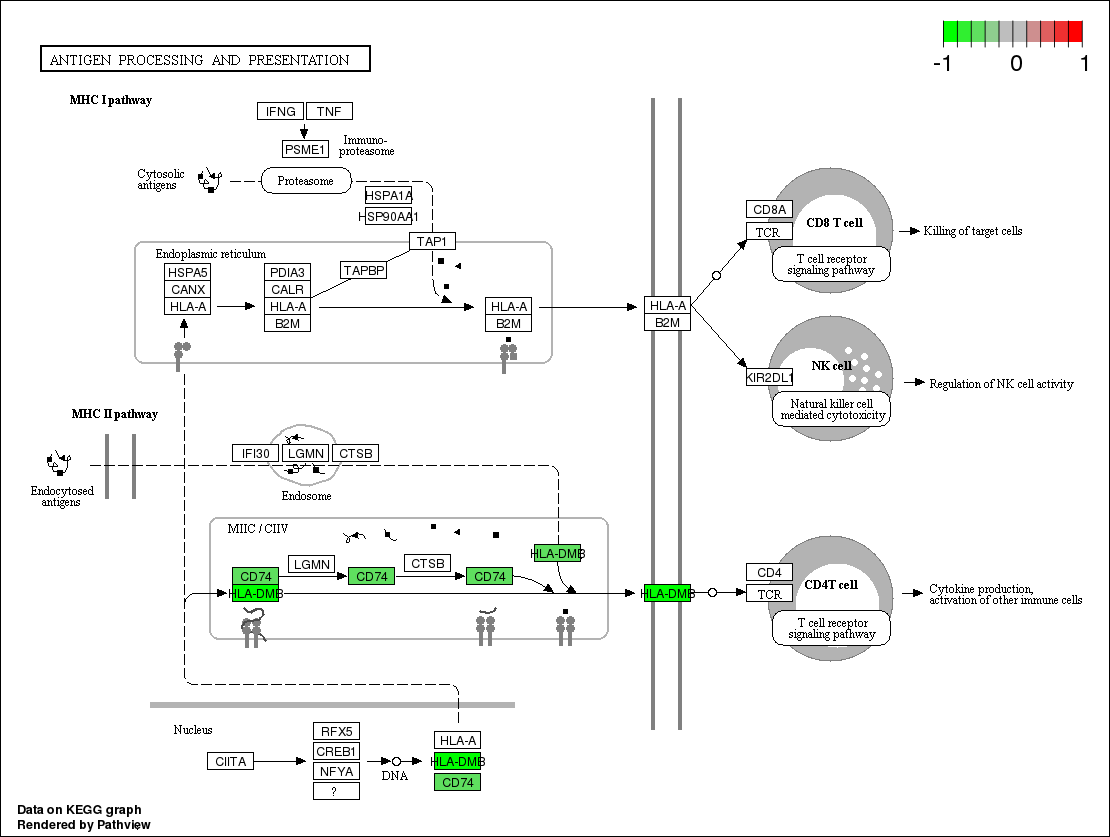 -1 0 1
ANTIGEN PROCESSING AND PRESENTATION
MHC I pathway
IFNG TNF
PSME1
Immuno-
proteasome
Cytosolic
antigens
Proteasome
HSPA1A
HSP90AA1
TAP1
Endoplasmic reticulum
TAPBP
HSPA5
CANX
HLA-A
PDIA3
CALR
HLA-A
B2M
HLA-A
B2M
HLA-A
B2M
CD8A
TCR
CD8 T cell
T cell receptor
signaling pathway
Killing of target cells
KIR2DL1
NK cell
Natural killer cell
mediated cytotoxicity
Regulation of NK cell activity
MHC II pathway
Endocytosed
antigens
IFI30 LGMN CTSB
Endosome
MIIC / CIIV
CD74
HLA-DMB
LGMN
CD74
CTSB
CD74
HLA-DMB
HLA-DMB
CD4
TCR
CD4T cell
T cell receptor
signaling pathway
Cytokine production,
activation of other immune cells
Nucleus
CIITA
RFX5
CREB1
NFYA
?
DNA
HLA-A
HLA-DMB
CD74
Data on KEGG graph
Rendered by Pathview